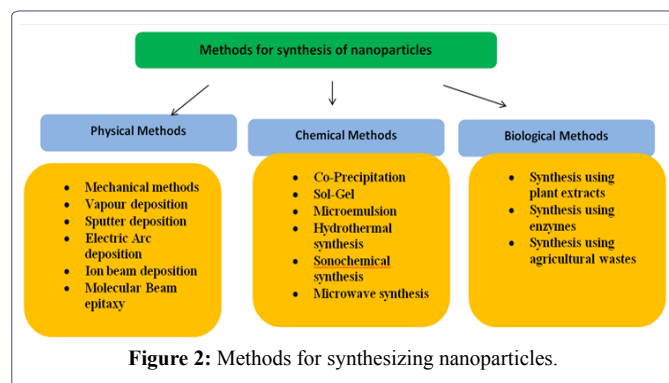 Methods for synthesis of nanoparticles
Physical Methods
Chemical Methods
Biological Methods
• Mechanical methods
• Vapour deposition
• Sputter deposition
• Electric Arc
deposition
• Ion beam deposition
• Molecular Beam
epitaxy
• Co-Precipitation
• Sol-Gel
• Microemulsion
• Hydrothermal
synthesis
• Sonochemical
synthesis
• Microwave synthesis
• Synthesis using
plant extracts
• Synthesis using
enzymes
• Synthesis using
agricultural wastes
Figure 2: Methods for synthesizing nanoparticles.